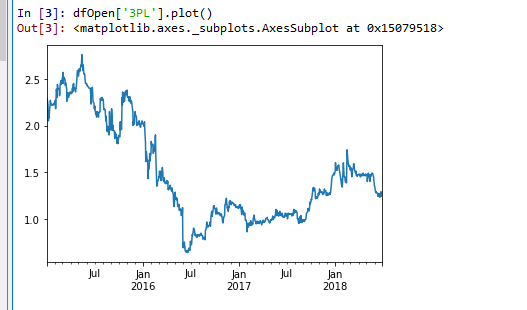 In [3]: dfOpen['3PL'].plot()
Out[3]: <matplotlib.axes._subplots.AxesSubplot at 0x15079518>
2.5
2.0
1.5
1.0
Jul Jan Jul Jan Jul Jan
2016 2017 2018